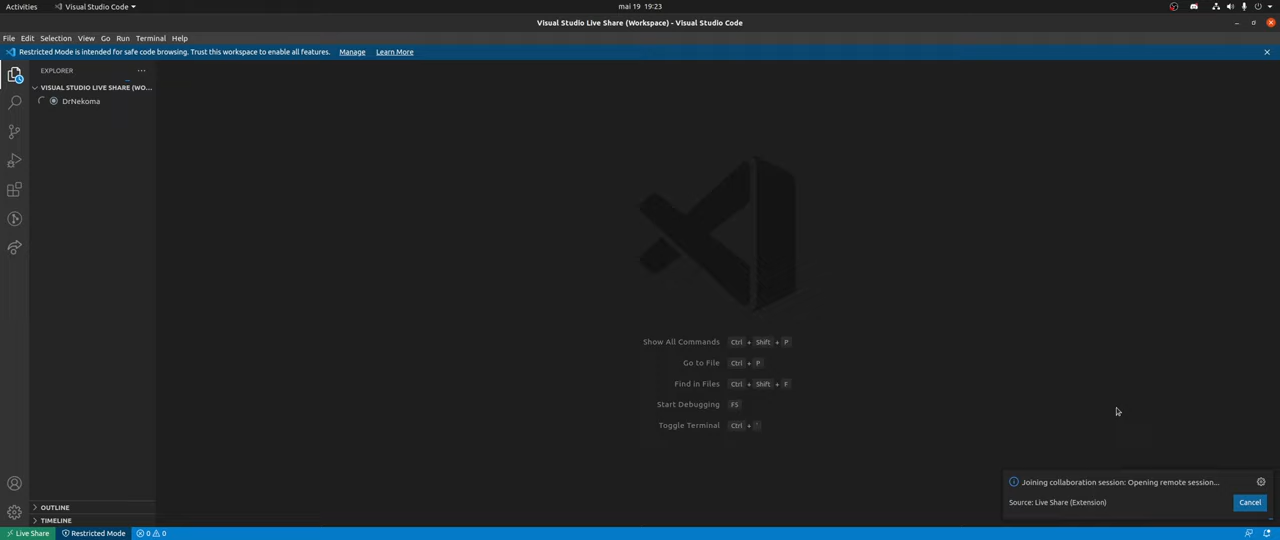 Activities
Visual Studio Code
mai 19 19:23
Visual Studio Live Share (Workspace) - Visual Studio Code
File Edit Selection View Go Run Terminal Help
Restricted Mode is intended for safe code browsing. Trust this workspace to enable all features. Manage Learn More
EXPLORER
VISUAL STUDIO LIVE SHARE (WO...
DrNekoma
Show All Commands Ctrl + Shift + P
Go to File Ctrl + P
Find in Files Ctrl + Shift + F
Start Debugging F5
Toggle Terminal Ctrl + `
Joining collaboration session: Opening remote session...
Source: Live Share (Extension)
Cancel
OUTLINE
TIMELINE
Live Share Restricted Mode 0 0